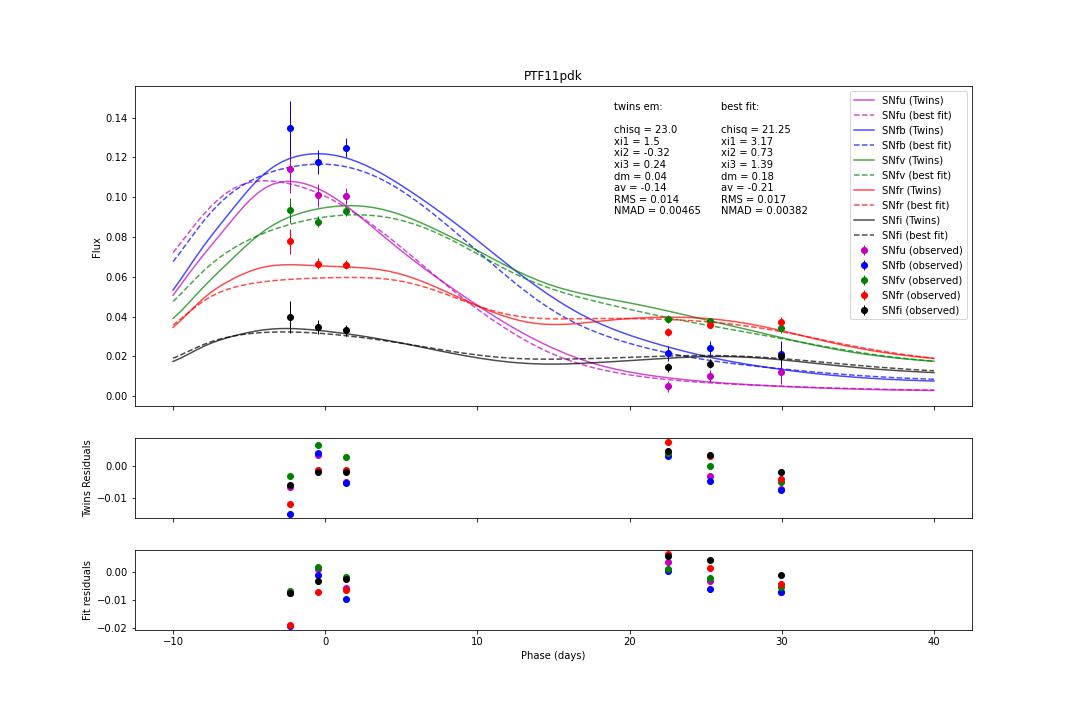 PTF11pdk
Flux
0.14
0.12
0.10
0.08
0.06
0.04
0.02
0.00
twins em:
chisq = 23.0
xi1 = 1.5
xi2 = -0.32
xi3 = 0.24
dm = 0.04
av = -0.14
RMS = 0.014
NMAD = 0.00465
best fit:
chisq = 21.25
xi1 = 3.17
xi2 = 0.73
xi3 = 1.39
dm = 0.18
av = -0.21
RMS = 0.017
NMAD = 0.00382
SNfu (Twins)
SNfu (best fit)
SNfb (Twins)
SNfb (best fit)
SNfv (Twins)
SNfv (best fit)
SNfr (Twins)
SNfr (best fit)
SNfi (Twins)
SNfi (best fit)
SNfu (observed)
SNfb (observed)
SNfv (observed)
SNfr (observed)
SNfi (observed)
Twins Residuals
0.00
−0.01
Fit residuals
0.00
−0.01
−0.02
−10
0
10
20
30
40
Phase (days)